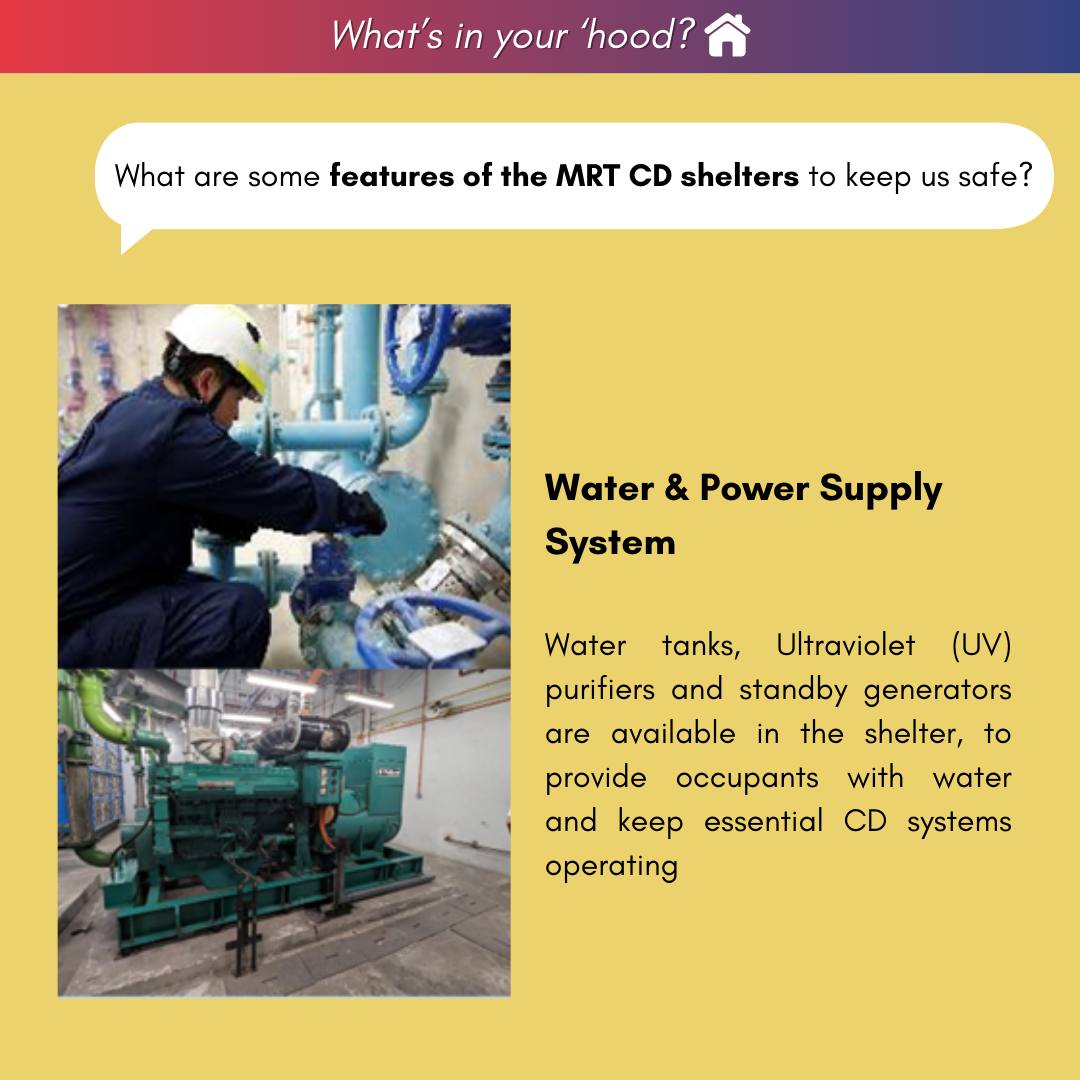 What's in your 'hood?
What are some features of the MRT CD shelters to keep us safe?
Water & Power Supply
System
Water tanks, Ultraviolet (UV)
purifiers and standby generators
are available in the shelter, to
provide occupants with water
and keep essential CD systems
operating